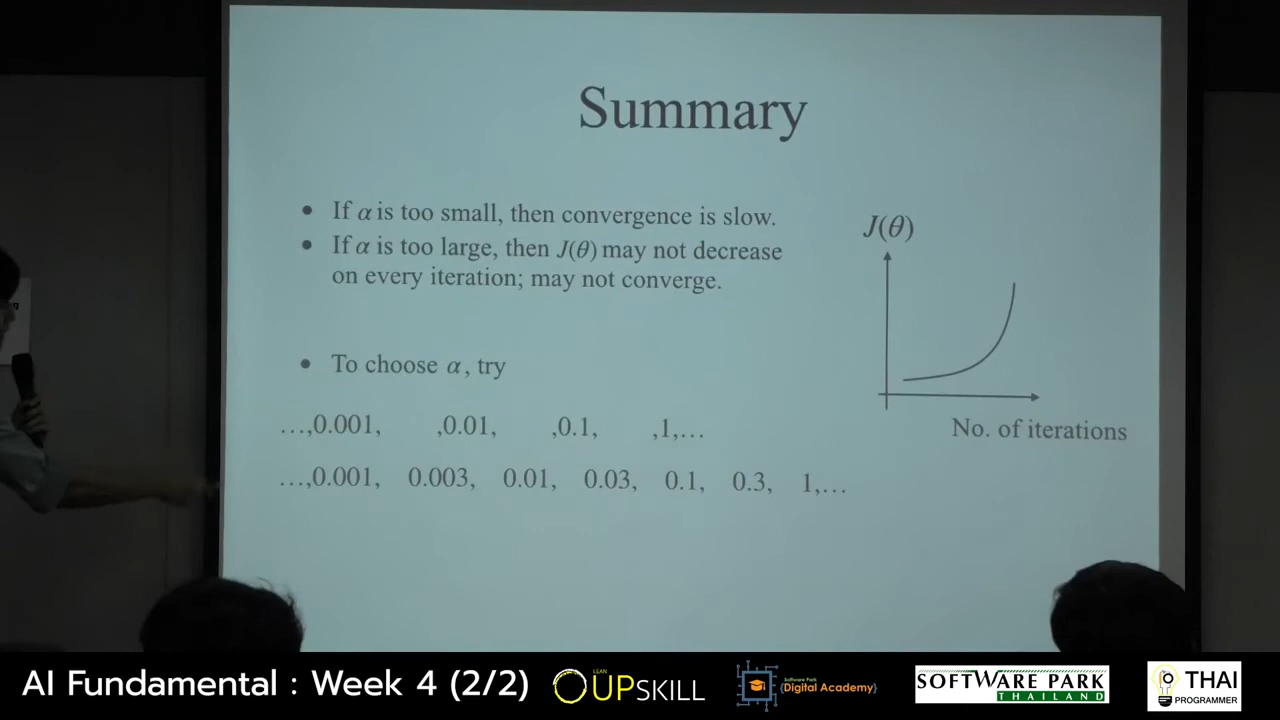 Summary
• If α is too small, then convergence is slow.
• If α is too large, then J(θ) may not decrease
on every iteration; may not converge.
J(θ)
• To choose α, try
…,0.001, ,0.01, ,0.1, ,1,…
No. of iterations
…,0.001, 0.003, 0.01, 0.03, 0.1, 0.3, 1,…
AI Fundamental : Week 4 (2/2)
LEAN
UPSKILL
Software Park
{Digital Academy}
SOFTWARE PARK
THAILAND
THAI
PROGRAMMER